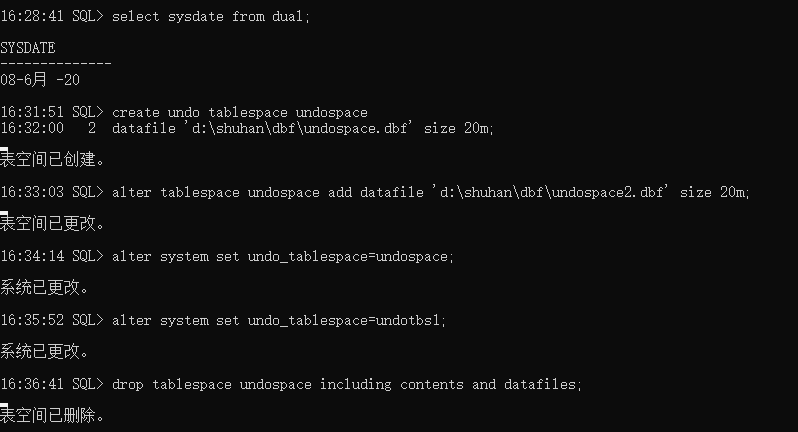 16:28:41 SQL> select sysdate from dual;
SYSDATE
--------------
08-6月 -20
16:31:51 SQL> create undo tablespace undospace
16:32:00   2  datafile 'd:\shuhan\dbf\undospace.dbf' size 20m;
表空间已创建。
16:33:03 SQL> alter tablespace undospace add datafile 'd:\shuhan\dbf\undospace2.dbf' size 20m;
表空间已更改。
16:34:14 SQL> alter system set undo_tablespace=undospace;
系统已更改。
16:35:52 SQL> alter system set undo_tablespace=undotbs1;
系统已更改。
16:36:41 SQL> drop tablespace undospace including contents and datafiles;
表空间已删除。